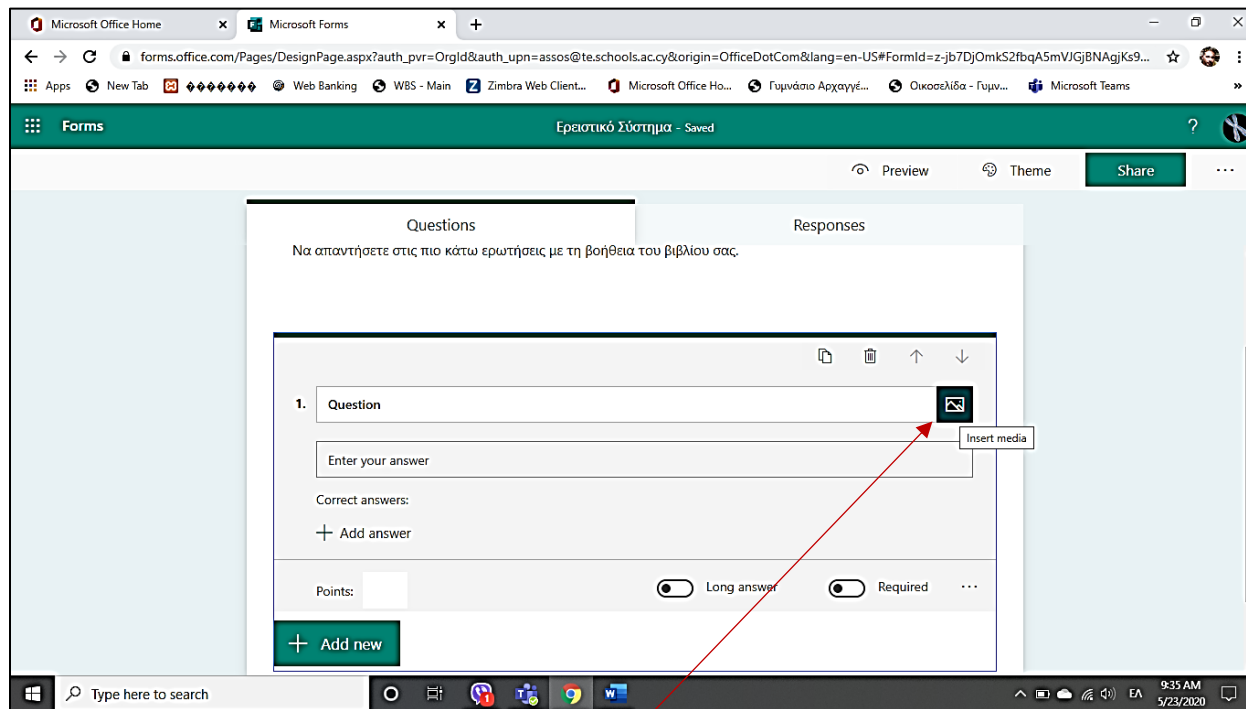 Microsoft Office Home
Microsoft Forms
forms.office.com/Pages/DesignPage.aspx?auth_pvr=OrgId&auth_upn=assos@te.schools.ac.cy&origin=OfficeDotCom&lang=en-US#FormId=z-jb7DjOmkS2fbqA5mVJGjBNAgjKs9...
Apps New Tab ������� Web Banking WBS - Main Zimbra Web Client... Microsoft Office Ho... Γυμνάσιο Αρχαγγέ... Οικοσελίδα - Γυμν... Microsoft Teams »
Forms Ερειστικό Σύστημα - Saved ?
Preview Theme Share ...
Questions Responses
Να απαντήσετε στις πιο κάτω ερωτήσεις με τη βοήθεια του βιβλίου σας.
1. Question
Insert media
Enter your answer
Correct answers:
+ Add answer
Points: Long answer Required ...
+ Add new
Type here to search 1 ΕΛ 9:35 AM
5/23/2020